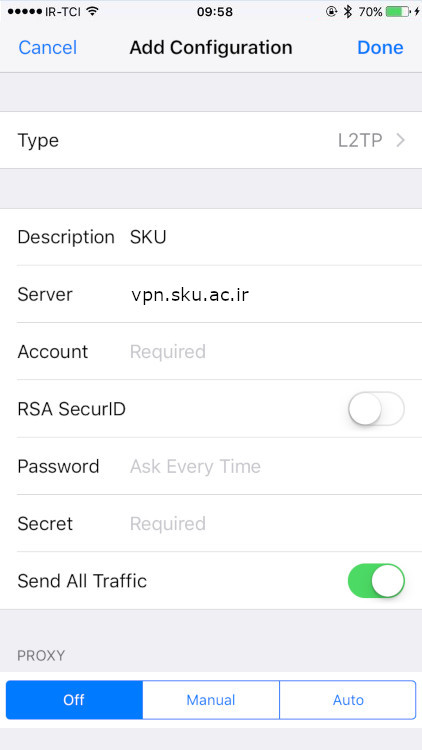 IR-TCI 09:58 70%
Cancel Add Configuration Done
Type L2TP
Description SKU
Server vpn.sku.ac.ir
Account Required
RSA SecurID
Password Ask Every Time
Secret Required
Send All Traffic
PROXY
Off Manual Auto